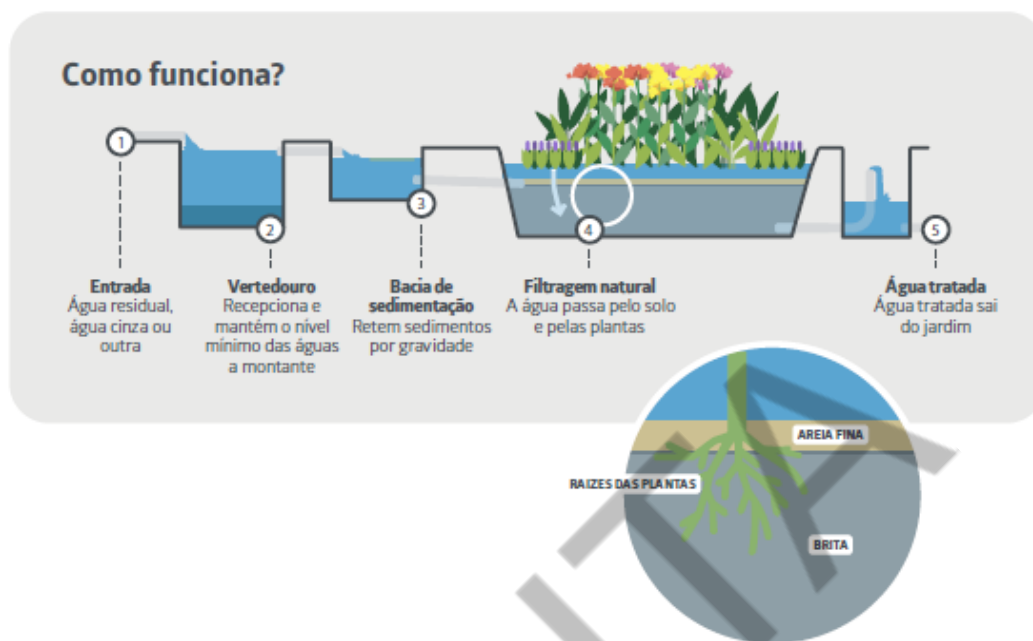 Como funciona?
1
2
3
4
5
Entrada
Água residual,
água cinza ou
outra
Vertedouro
Recepciona e
mantém o nível
mínimo das águas
a montante
Bacia de
sedimentação
Retem sedimentos
por gravidade
Filtragem natural
A água passa pelo solo
e pelas plantas
Água tratada
Água tratada sai
do jardim
AREIA FINA
RAIZES DAS PLANTAS
BRITA